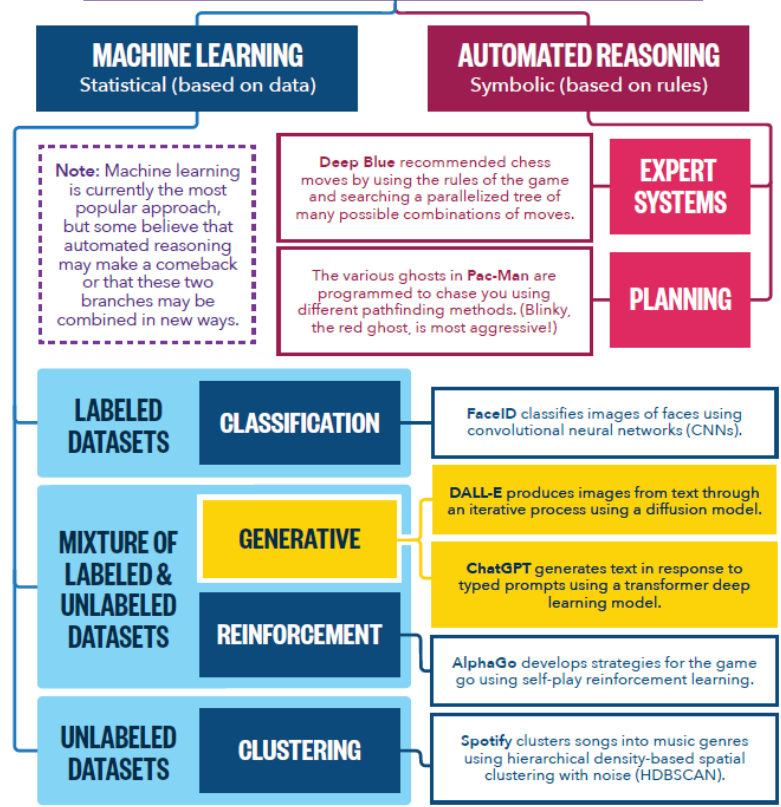 MACHINE LEARNING
Statistical (based on data)
AUTOMATED REASONING
Symbolic (based on rules)
Note: Machine learning
is currently the most
popular approach,
but some believe that
automated reasoning
may make a comeback
or that these two
branches may be
combined in new ways.
Deep Blue recommended chess
moves by using the rules of the game
and searching a parallelized tree of
many possible combinations of moves.
EXPERT
SYSTEMS
The various ghosts in Pac-Man are
programmed to chase you using
different pathfinding methods. (Blinky,
the red ghost, is most aggressive!)
PLANNING
LABELED
DATASETS
CLASSIFICATION
FaceID classifies images of faces using
convolutional neural networks (CNNs).
MIXTURE OF
LABELED &
UNLABELED
DATASETS
GENERATIVE
DALL-E produces images from text through
an iterative process using a diffusion model.
ChatGPT generates text in response to
typed prompts using a transformer deep
learning model.
REINFORCEMENT
AlphaGo develops strategies for the game
go using self-play reinforcement learning.
UNLABELED
DATASETS
CLUSTERING
Spotify clusters songs into music genres
using hierarchical density-based spatial
clustering with noise (HDBSCAN).